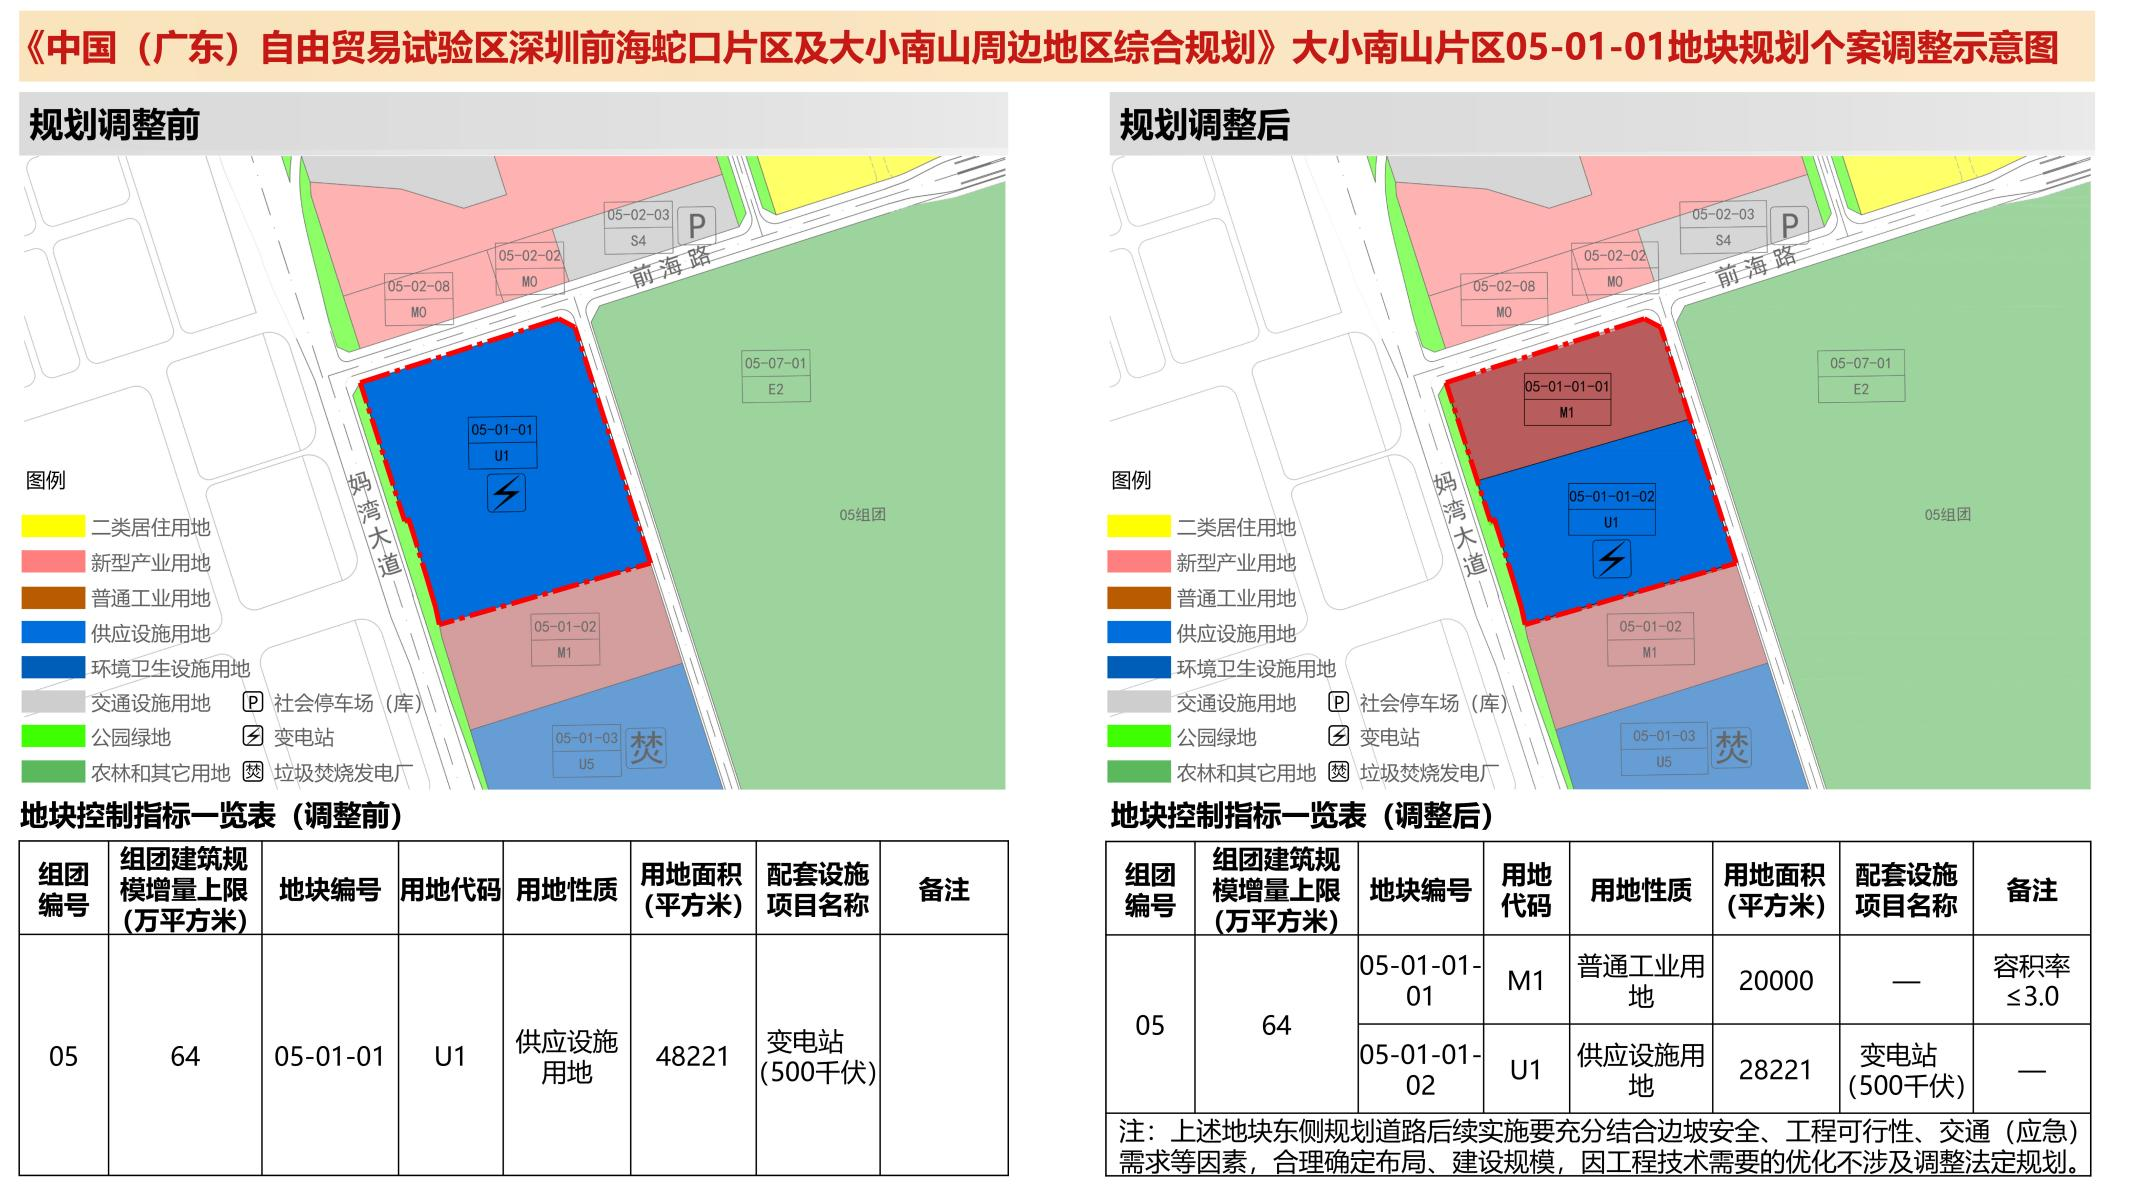 《中国（广东）自由贸易试验区深圳前海蛇口片区及大小南山周边地区综合规划》大小南山片区05-01-01地块规划个案调整示意图
规划调整前
05-02-03
S4
P
05-02-02
M0
05-02-08
M0
前海路
05-07-01
E2
05-01-01
U1
妈湾大道
05组团
05-01-02
M1
05-01-03
U5
焚
图例
二类居住用地
新型产业用地
普通工业用地
供应设施用地
环境卫生设施用地
交通设施用地 P 社会停车场（库）
公园绿地 变电站
农林和其它用地 焚 垃圾焚烧发电厂
地块控制指标一览表（调整前）
组团编号 组团建筑规模增量上限（万平方米） 地块编号 用地代码 用地性质 用地面积（平方米） 配套设施项目名称 备注
05 64 05-01-01 U1 供应设施用地 48221 变电站（500千伏）
规划调整后
05-02-03
S4
P
05-02-02
M0
05-02-08
M0
前海路
05-07-01
E2
05-01-01-01
M1
05-01-01-02
U1
妈湾大道
05组团
05-01-02
M1
05-01-03
U5
焚
图例
二类居住用地
新型产业用地
普通工业用地
供应设施用地
环境卫生设施用地
交通设施用地 P 社会停车场（库）
公园绿地 变电站
农林和其它用地 焚 垃圾焚烧发电厂
地块控制指标一览表（调整后）
组团编号 组团建筑规模增量上限（万平方米） 地块编号 用地代码 用地性质 用地面积（平方米） 配套设施项目名称 备注
05 64 05-01-01-01 M1 普通工业用地 20000 — 容积率≤3.0
05-01-01-02 U1 供应设施用地 28221 变电站（500千伏） —
注：上述地块东侧规划道路后续实施要充分结合边坡安全、工程可行性、交通（应急）
需求等因素，合理确定布局、建设规模，因工程技术需要的优化不涉及调整法定规划。